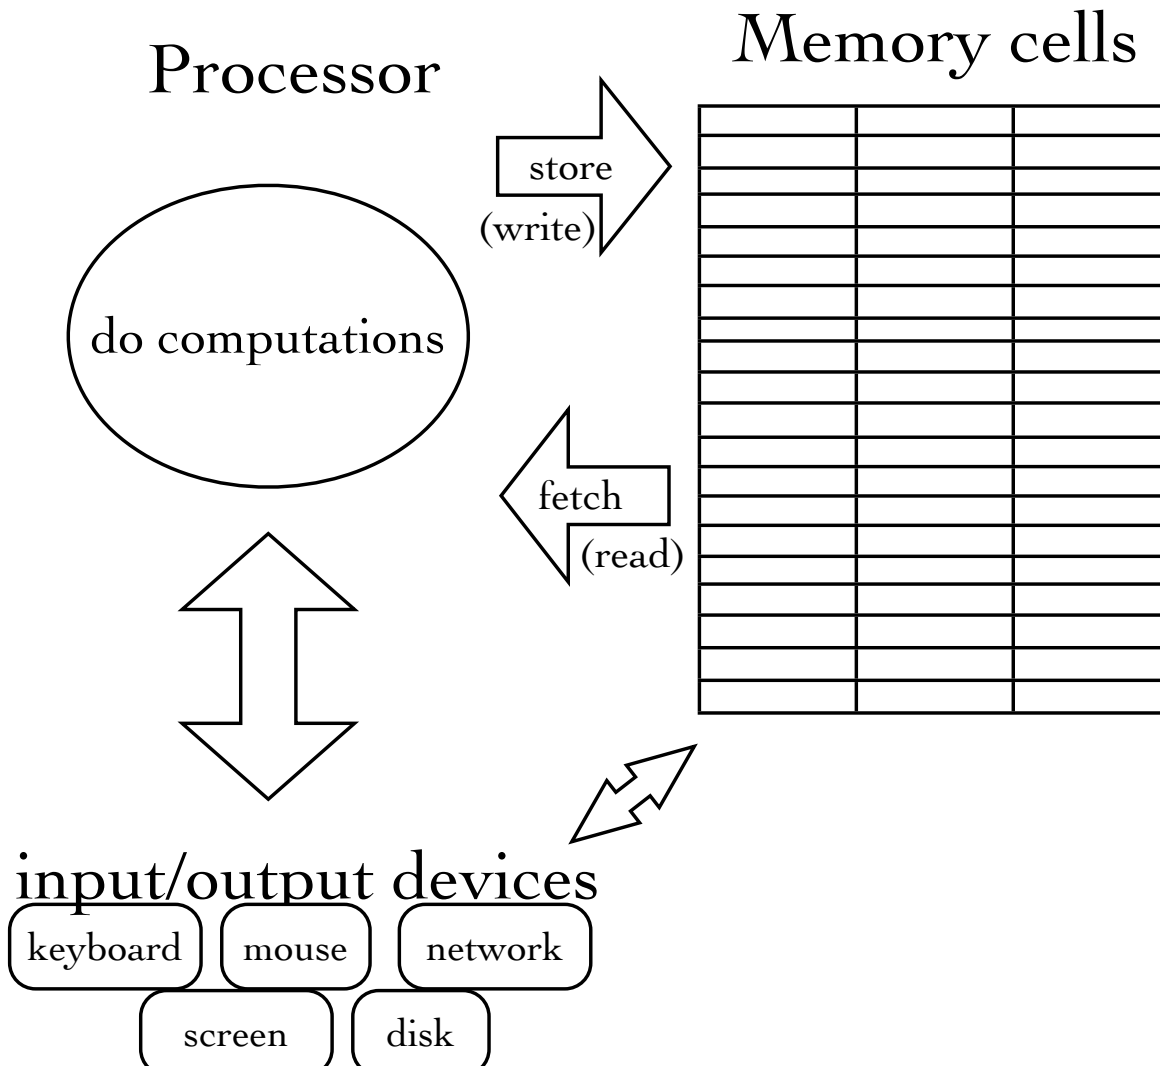 Processor
Memory cells
store
(write)
do computations
fetch
(read)
input/output devices
keyboard
mouse
network
screen
disk